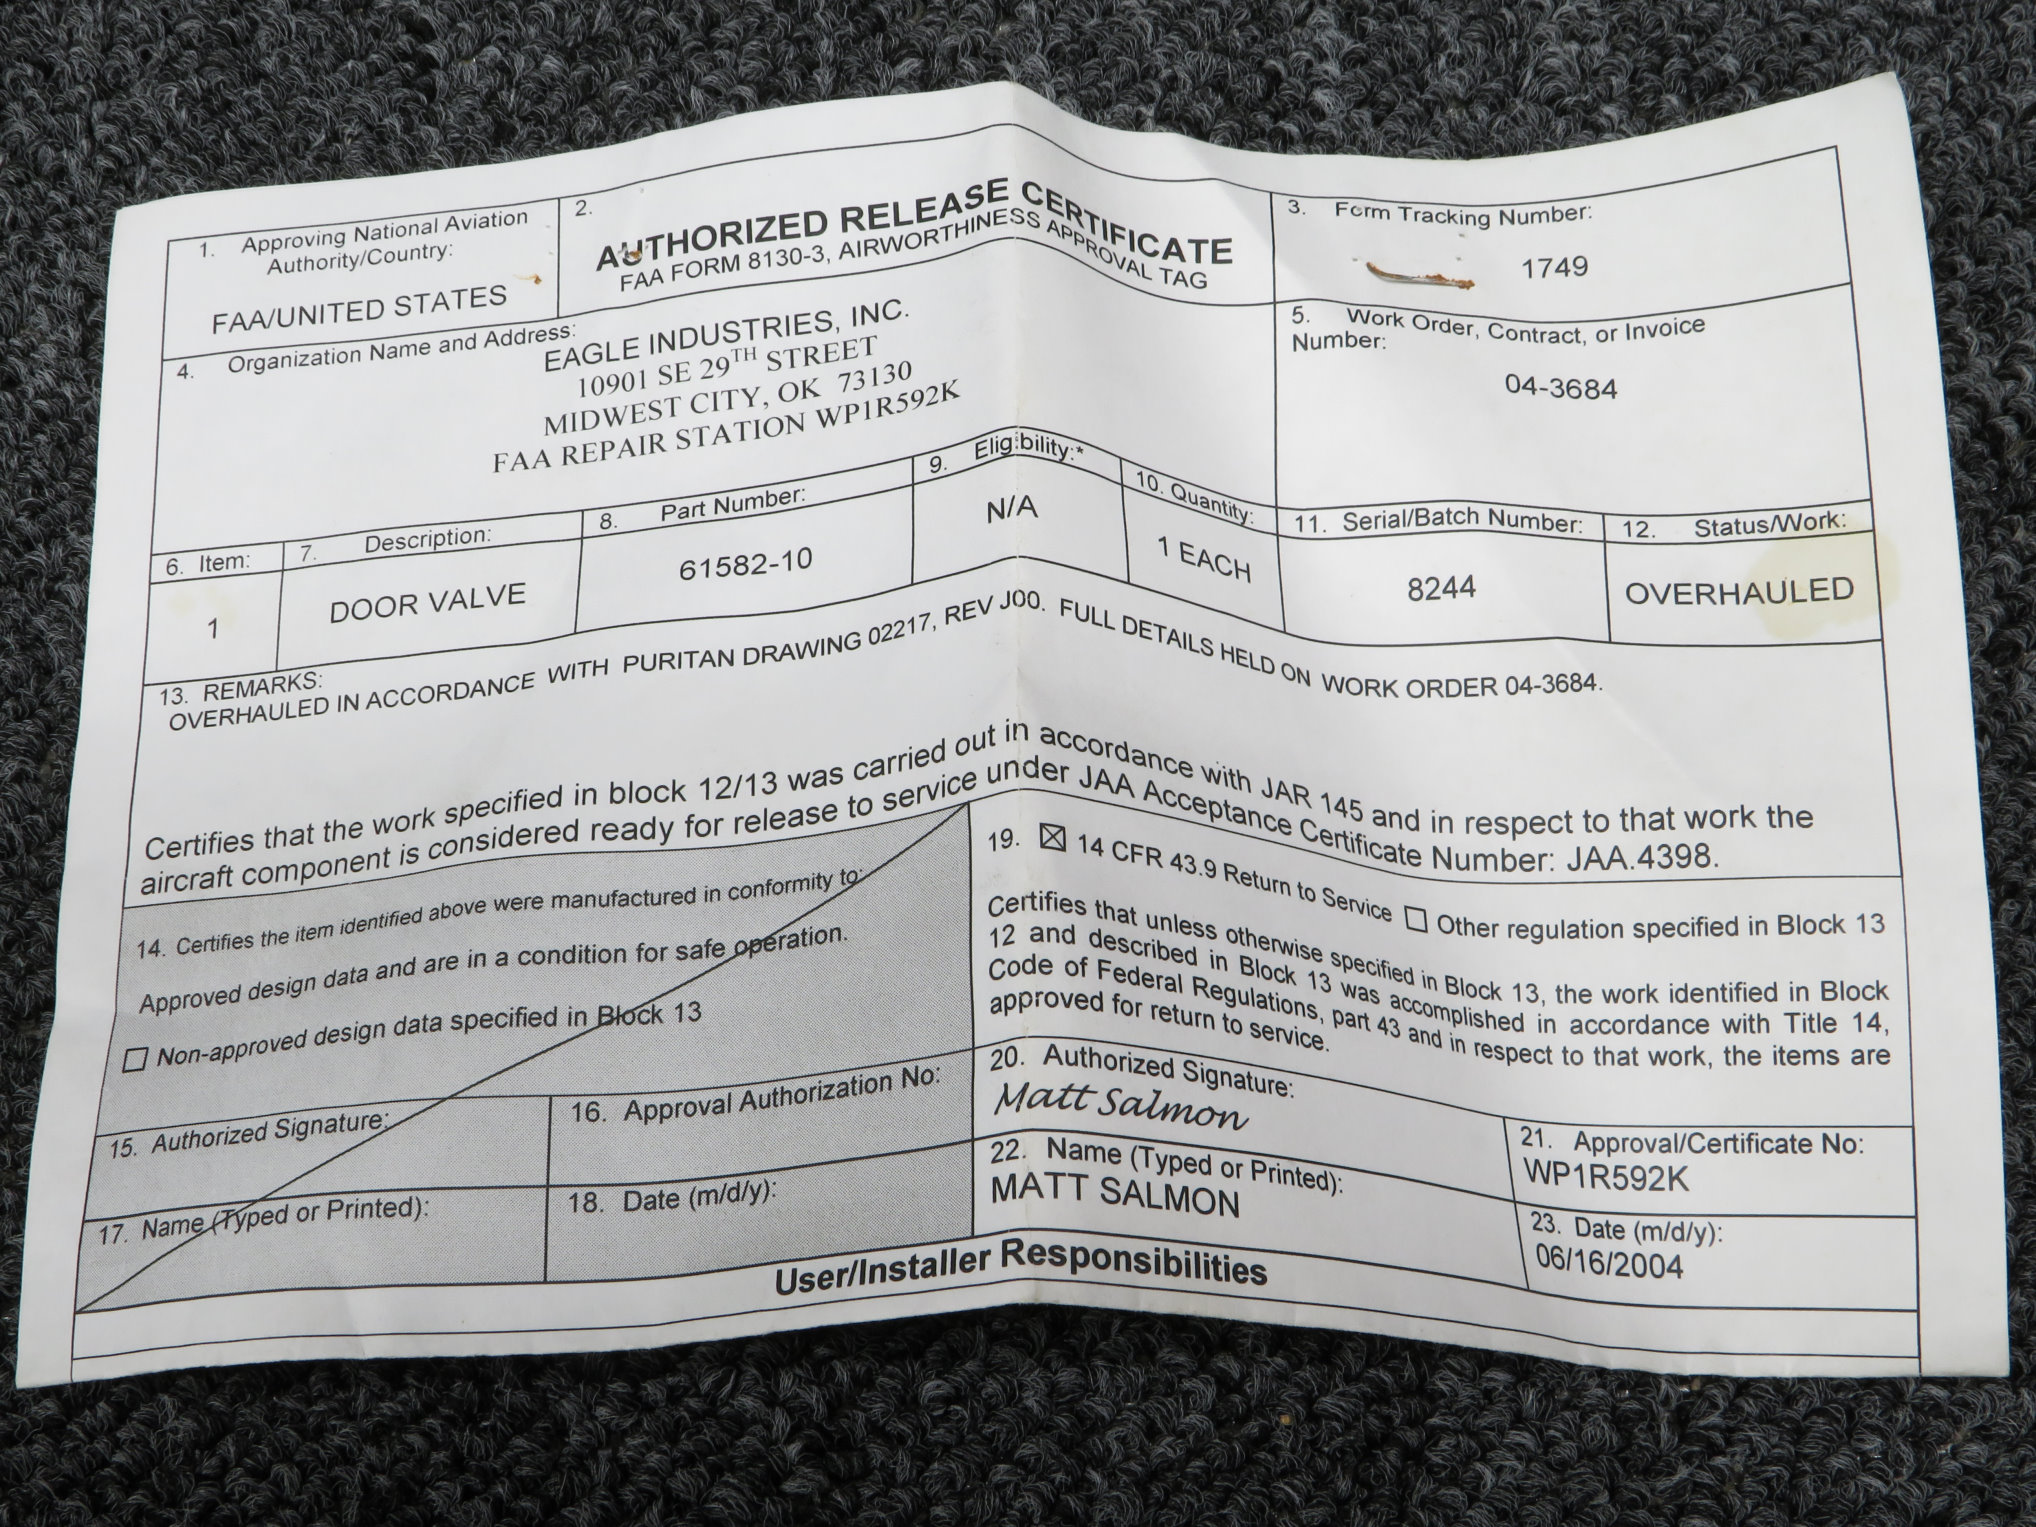 1. Approving National Aviation
Authority/Country:
FAA/UNITED STATES
2.
AUTHORIZED RELEASE CERTIFICATE
FAA FORM 8130-3, AIRWORTHINESS APPROVAL TAG
3. Form Tracking Number:
1749
4. Organization Name and Address:
EAGLE INDUSTRIES, INC.
10901 SE 29TH STREET
MIDWEST CITY, OK 73130
FAA REPAIR STATION WP1R592K
5. Work Order, Contract, or Invoice
Number:
04-3684
6. Item:
1
7. Description:
DOOR VALVE
8. Part Number:
61582-10
9. Eligibility:*
N/A
10. Quantity:
1 EACH
11. Serial/Batch Number:
8244
12. Status/Work:
OVERHAULED
13. REMARKS:
OVERHAULED IN ACCORDANCE WITH PURITAN DRAWING 02217, REV J00. FULL DETAILS HELD ON WORK ORDER 04-3684.
Certifies that the work specified in block 12/13 was carried out in accordance with JAR 145 and in respect to that work the
aircraft component is considered ready for release to service under JAA Acceptance Certificate Number: JAA.4398.
14. Certifies the item identified above were manufactured in conformity to:
Approved design data and are in a condition for safe operation.
☐ Non-approved design data specified in Block 13
15. Authorized Signature:
16. Approval Authorization No:
17. Name (Typed or Printed):
18. Date (m/d/y):
19. ☒ 14 CFR 43.9 Return to Service ☐ Other regulation specified in Block 13
Certifies that unless otherwise specified in Block 13, the work identified in Block
12 and described in Block 13 was accomplished in accordance with Title 14,
Code of Federal Regulations, part 43 and in respect to that work, the items are
approved for return to service.
20. Authorized Signature:
Matt Salmon
21. Approval/Certificate No:
WP1R592K
22. Name (Typed or Printed):
MATT SALMON
23. Date (m/d/y):
06/16/2004
User/Installer Responsibilities